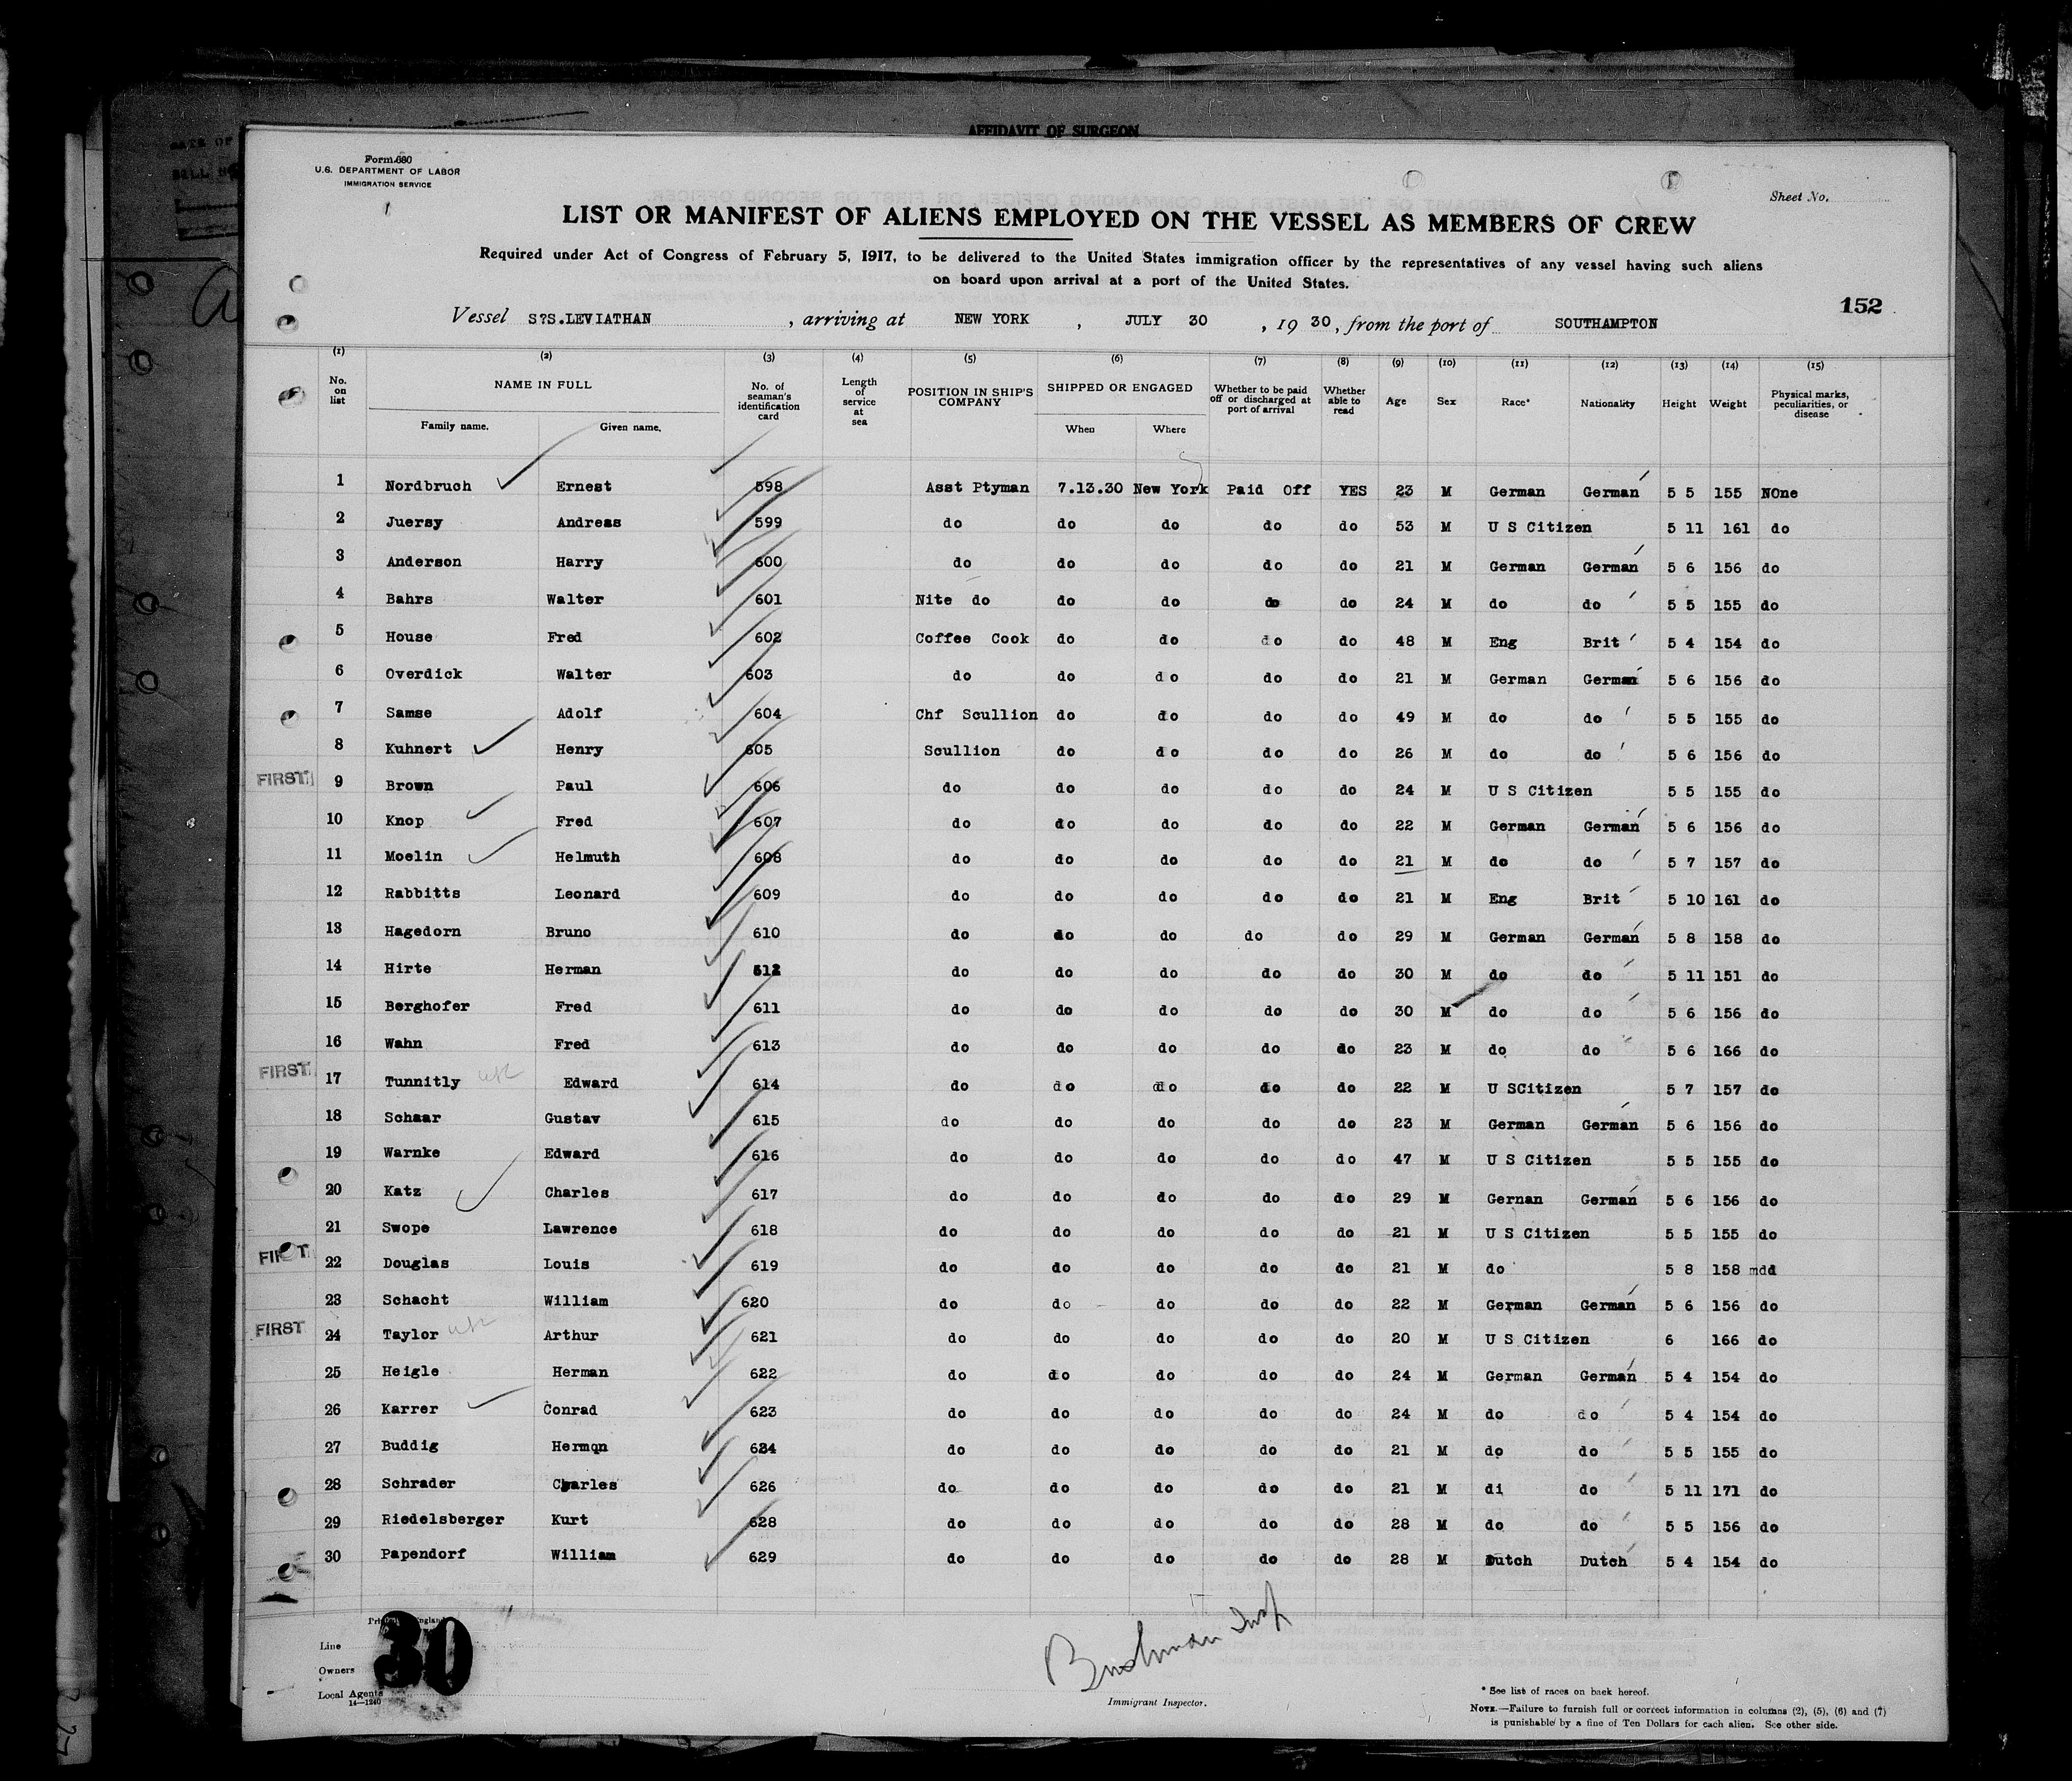 AFFIDAVIT OF SURGEON
Form 680
U.S. DEPARTMENT OF LABOR
IMMIGRATION SERVICE
Sheet No.
LIST OR MANIFEST OF ALIENS EMPLOYED ON THE VESSEL AS MEMBERS OF CREW
Required under Act of Congress of February 5, 1917, to be delivered to the United States immigration officer by the representatives of any vessel having such aliens
on board upon arrival at a port of the United States.
152
Vessel S?S.LEVIATHAN , arriving at NEW YORK , JULY 30 , 19 30, from the port of SOUTHAMPTON
(1) (2) (3) (4) (5) (6) (7) (8) (9) (10) (11) (12) (13) (14) (15)
No. on list NAME IN FULL Family name. Given name. No. of seaman's identification card Length of service at sea POSITION IN SHIP'S COMPANY SHIPPED OR ENGAGED When Where Whether to be paid off or discharged at port of arrival Whether able to read Age Sex Race* Nationality Height Weight Physical marks, peculiarities, or disease
1 Nordbruch Ernest 598 Asst Ptyman 7.13.30 New York Paid Off YES 23 M German German 5 5 155 NOne
2 Juersy Andreas 599 do do do do do 53 M U S Citizen 5 11 161 do
3 Anderson Harry 600 do do do do do 21 M German German 5 6 156 do
4 Bahrs Walter 601 Nite do do do do do 24 M do do 5 5 155 do
5 House Fred 602 Coffee Cook do do do do 48 M Eng Brit 5 4 154 do
6 Overdick Walter 603 do do do do do 21 M German German 5 6 156 do
7 Samse Adolf 604 Chf Scullion do do do do 49 M do do 5 5 155 do
8 Kuhnert Henry 605 Scullion do do do do 26 M do do 5 6 156 do
FIRST 9 Brown Paul 606 do do do do do 24 M U S Citizen 5 5 155 do
10 Knop Fred 607 do do do do do 22 M German German 5 6 156 do
11 Moelin Helmuth 608 do do do do do 21 M do do 5 7 157 do
12 Rabbitts Leonard 609 do do do do do 21 M Eng Brit 5 10 161 do
13 Hagedorn Bruno 610 do do do do do 29 M German German 5 8 158 do
14 Hirte Herman 612 do do do do do 30 M do do 5 11 151 do
15 Berghofer Fred 611 do do do do do 30 M do do 5 6 156 do
16 Wahn Fred 613 do do do do do 23 M do do 5 6 166 do
FIRST 17 Tunnitly Edward 614 do do do do do 22 M U SCitizen 5 7 157 do
18 Schaar Gustav 615 do do do do do 23 M German German 5 6 156 do
19 Warnke Edward 616 do do do do do 47 M U S Citizen 5 5 155 do
20 Katz Charles 617 do do do do do 29 M Gernan German 5 6 156 do
21 Swope Lawrence 618 do do do do do 21 M U S Citizen 5 5 155 do
FIRST 22 Douglas Louis 619 do do do do do 21 M do 5 8 158 mdd
23 Schacht William 620 do do do do do 22 M German German 5 6 156 do
FIRST 24 Taylor Arthur 621 do do do do do 20 M U S Citizen 6 166 do
25 Heigle Herman 622 do do do do do 24 M German German 5 4 154 do
26 Karrer Conrad 623 do do do do do 24 M do do 5 4 154 do
27 Buddig Hermqn 624 do do do do do 21 M do do 5 5 155 do
28 Schrader Charles 626 do do do do do 21 M di do 5 11 171 do
29 Riedelsberger Kurt 628 do do do do do 28 M do do 5 5 156 do
30 Papendorf William 629 do do do do do 28 M Dutch Dutch 5 4 154 do
30
Line
Owners
Local Agents
14—1240
Bushman Insp
Immigrant Inspector.
* See list of races on back hereof.
NOTE.—Failure to furnish full or correct information in columns (2), (5), (6) and (7)
is punishable by a fine of Ten Dollars for each alien. See other side.